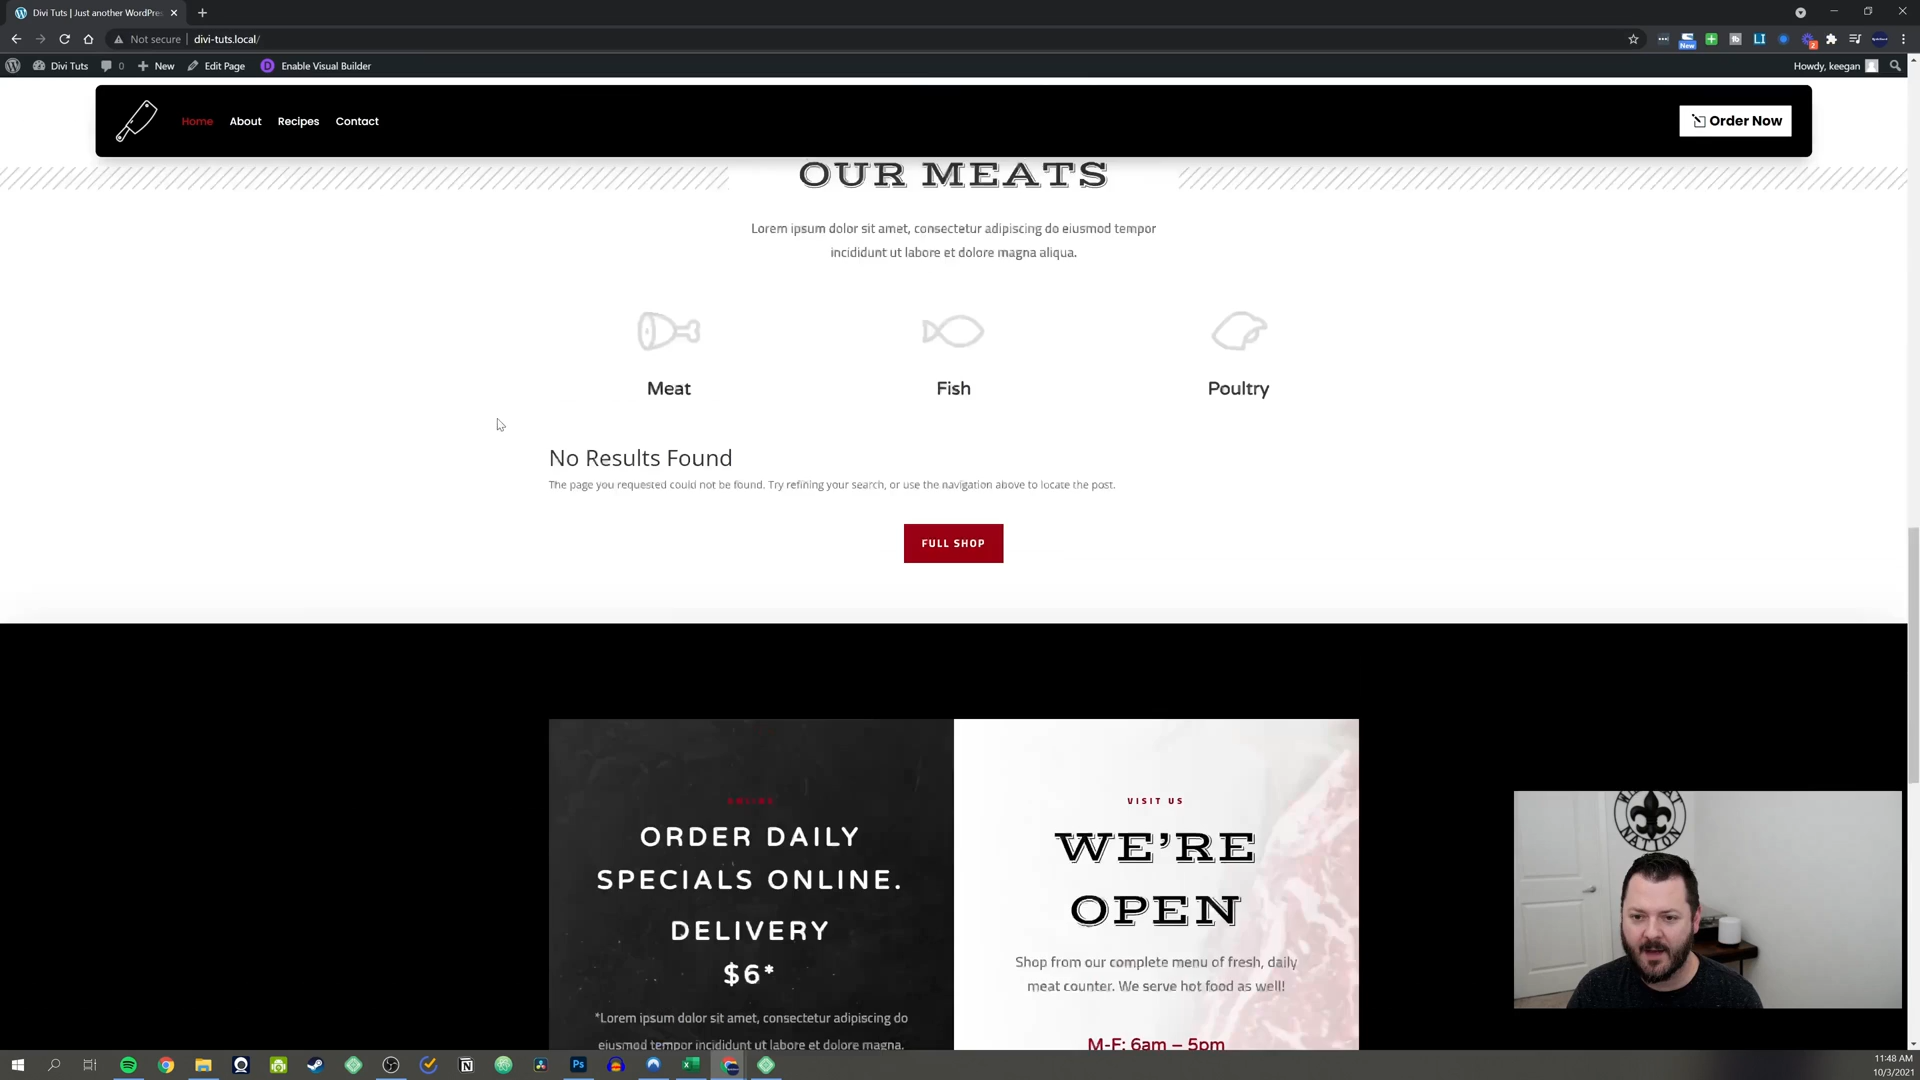 Divi Tuts | Just another WordPre
Not secure
divi-tuts.local/
New
2
Divi Tuts
0
New
Edit Page
Enable Visual Builder
Howdy, keegan
Home
About
Recipes
Contact
Order Now
OUR MEATS
Lorem ipsum dolor sit amet, consectetur adipiscing do eiusmod tempor
incididunt ut labore et dolore magna aliqua.
Meat
Fish
Poultry
No Results Found
The page you requested could not be found. Try refining your search, or use the navigation above to locate the post.
FULL SHOP
ONLINE
ORDER DAILY
SPECIALS ONLINE.
DELIVERY
$6*
*Lorem ipsum dolor sit amet, consectetur adipiscing do
eiusmod tempor incididunt ut labore et dolore magna.
VISIT US
WE'RE
OPEN
Shop from our complete menu of fresh, daily
meat counter. We serve hot food as well!
M-F: 6am – 5pm
NATION
11:48 AM
10/3/2021